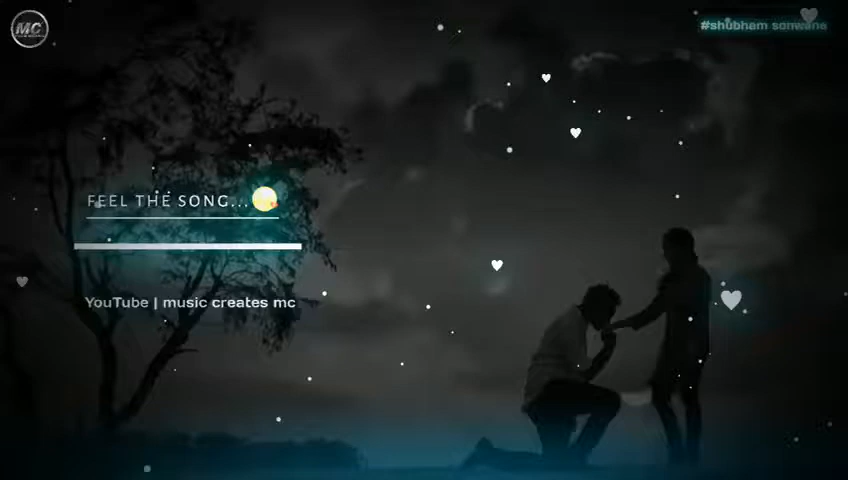 MC
#shubham sonwane
FEEL THE SONG...
YouTube | music creates mc